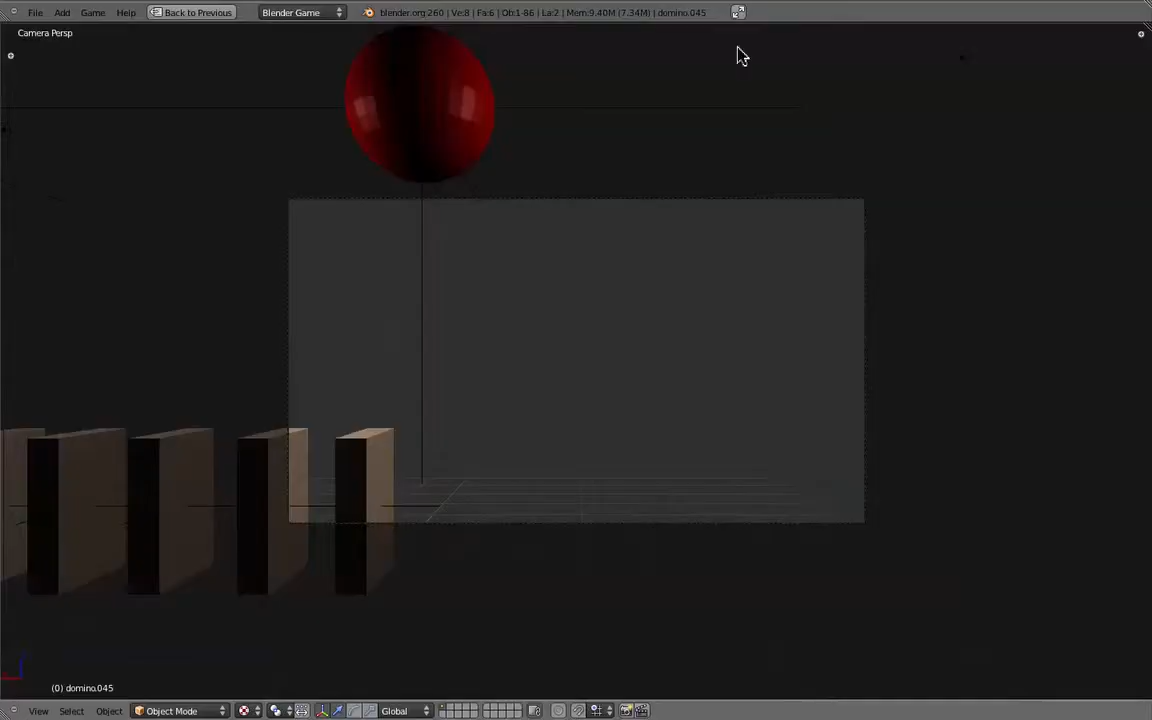 File Add Game Help Back to Previous Blender Game blender.org 260 | Ve:8 | Fa:6 | Ob:1-86 | La:2 | Mem:9.40M (7.34M) | domino.045
Camera Persp
(0) domino.045
View Select Object Object Mode Global